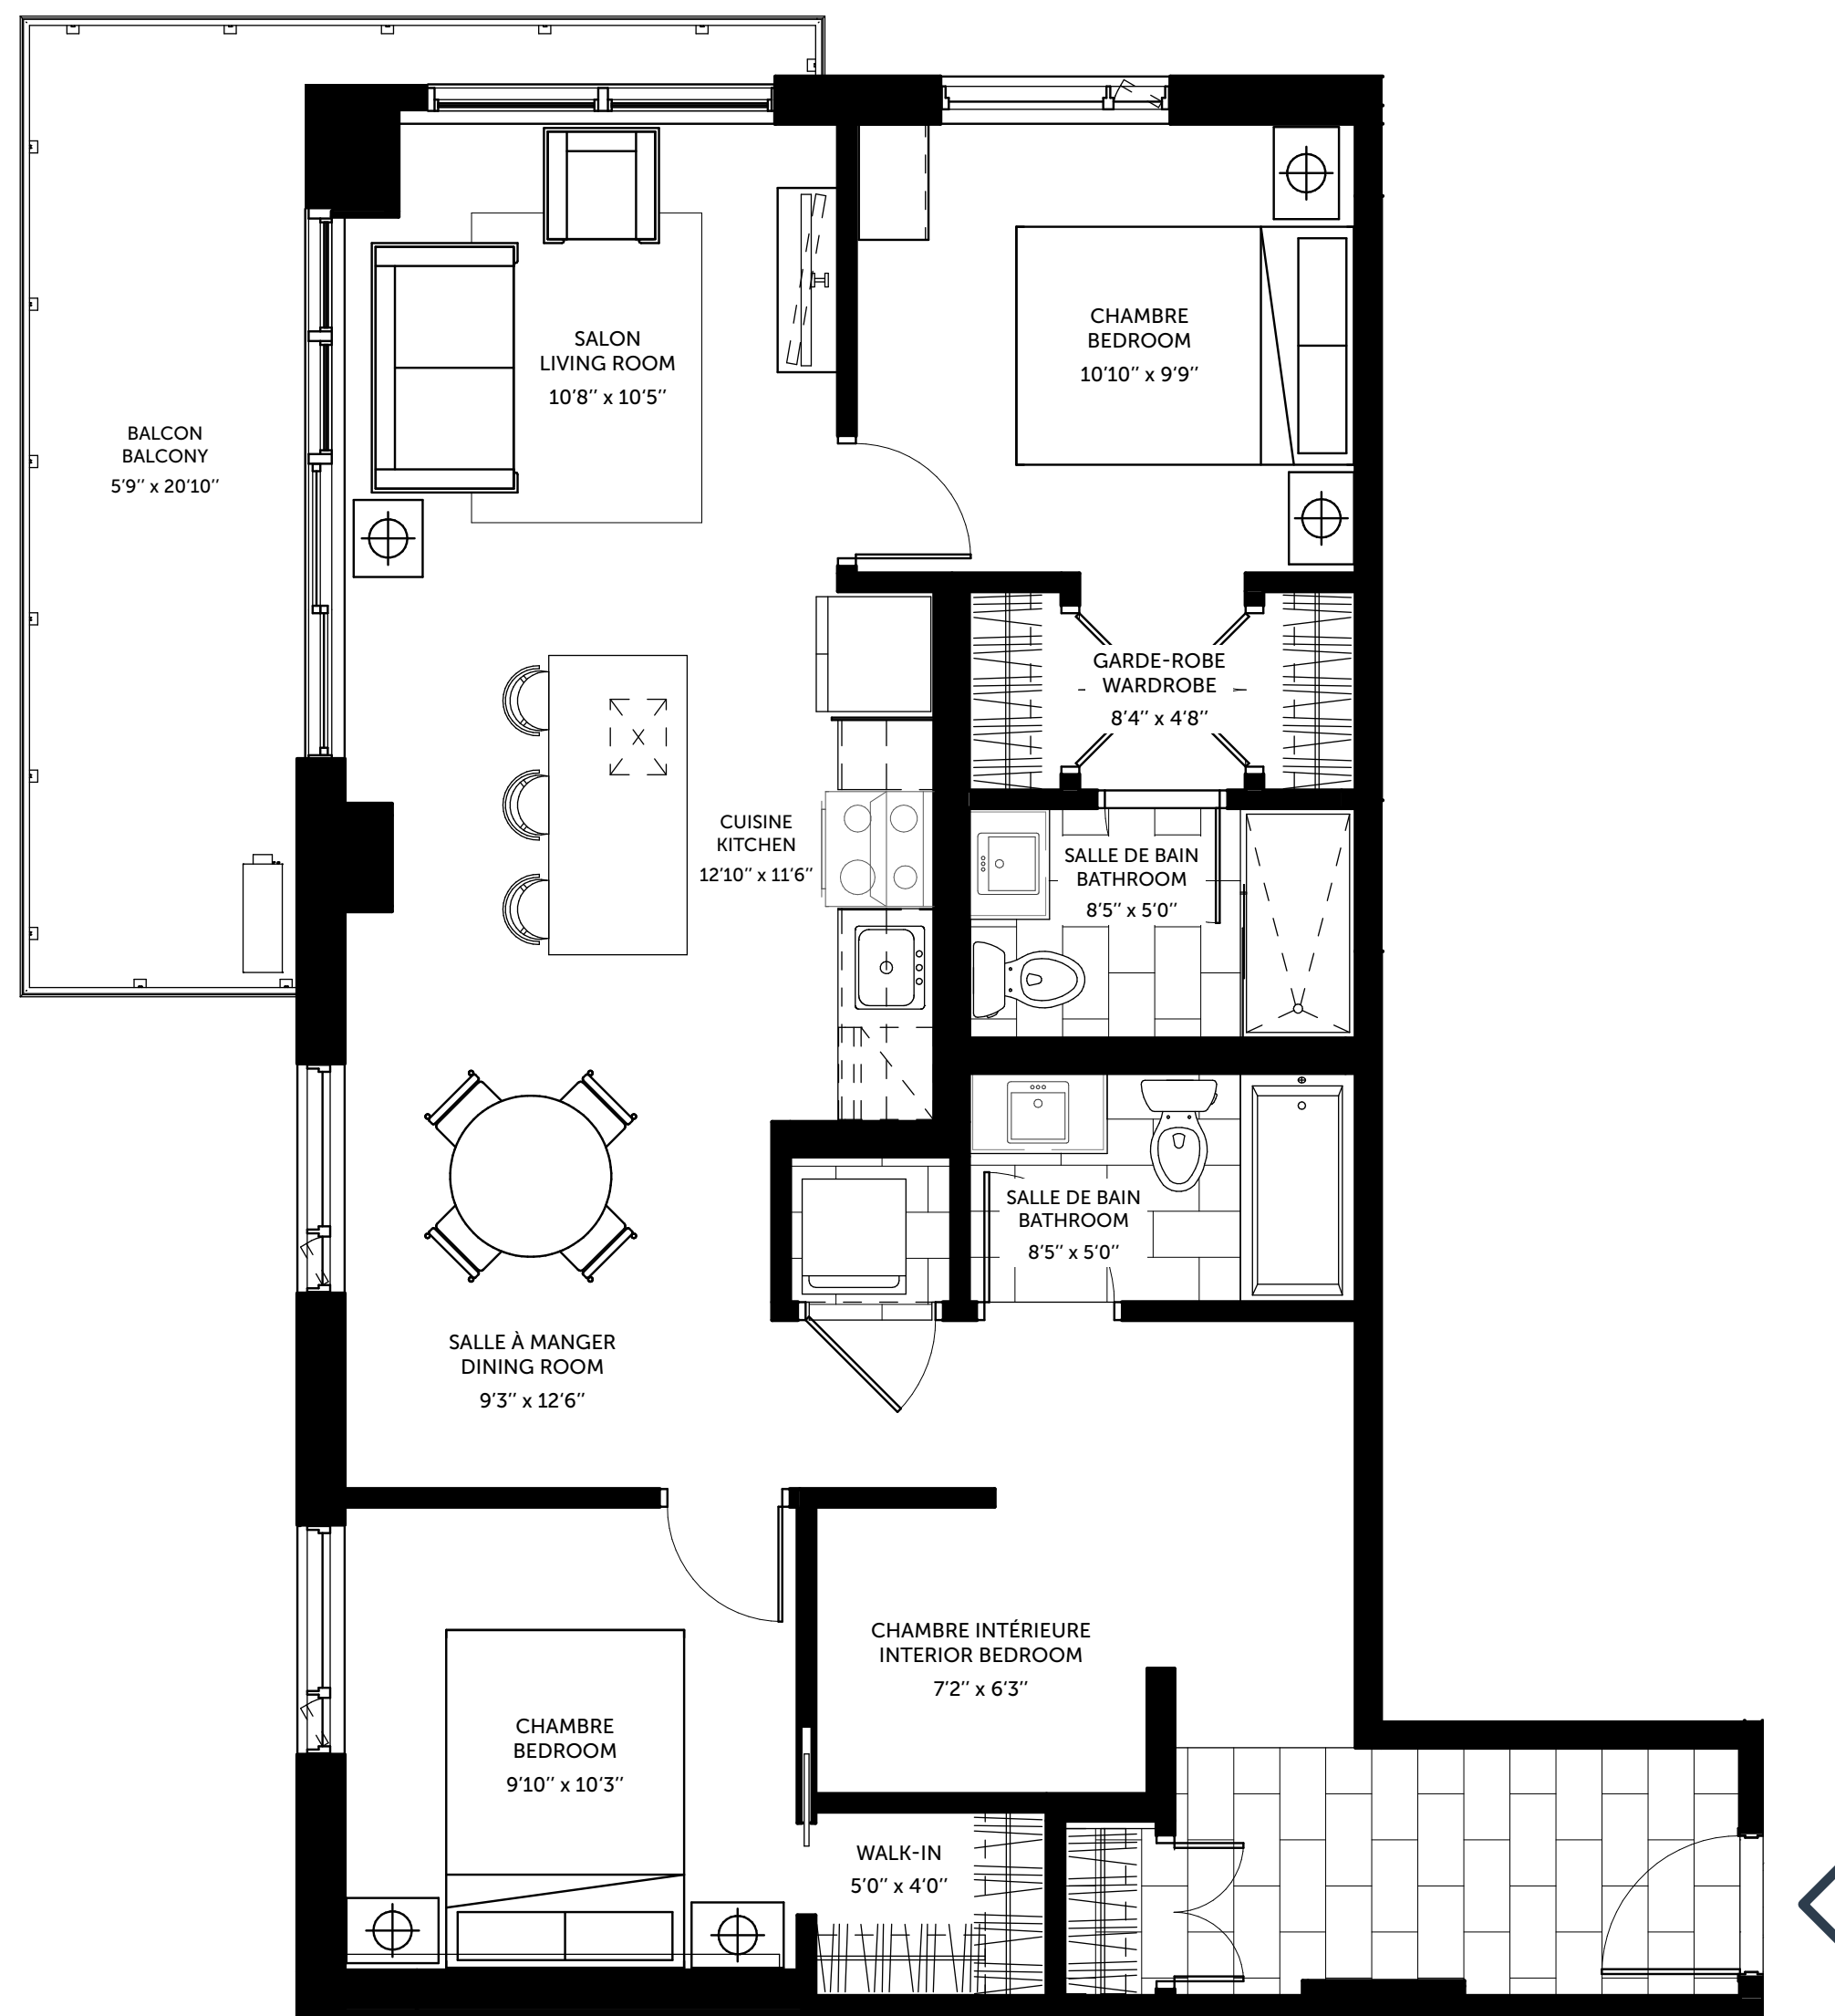 SALON
LIVING ROOM
10'8'' x 10'5''
CHAMBRE
BEDROOM
10'10'' x 9'9''
BALCON
BALCONY
5'9'' x 20'10''
GARDE-ROBE
WARDROBE
8'4'' x 4'8''
CUISINE
KITCHEN
12'10'' x 11'6''
SALLE DE BAIN
BATHROOM
8'5'' x 5'0''
SALLE DE BAIN
BATHROOM
8'5'' x 5'0''
SALLE À MANGER
DINING ROOM
9'3'' x 12'6''
CHAMBRE INTÉRIEURE
INTERIOR BEDROOM
7'2'' x 6'3''
CHAMBRE
BEDROOM
9'10'' x 10'3''
WALK-IN
5'0'' x 4'0''